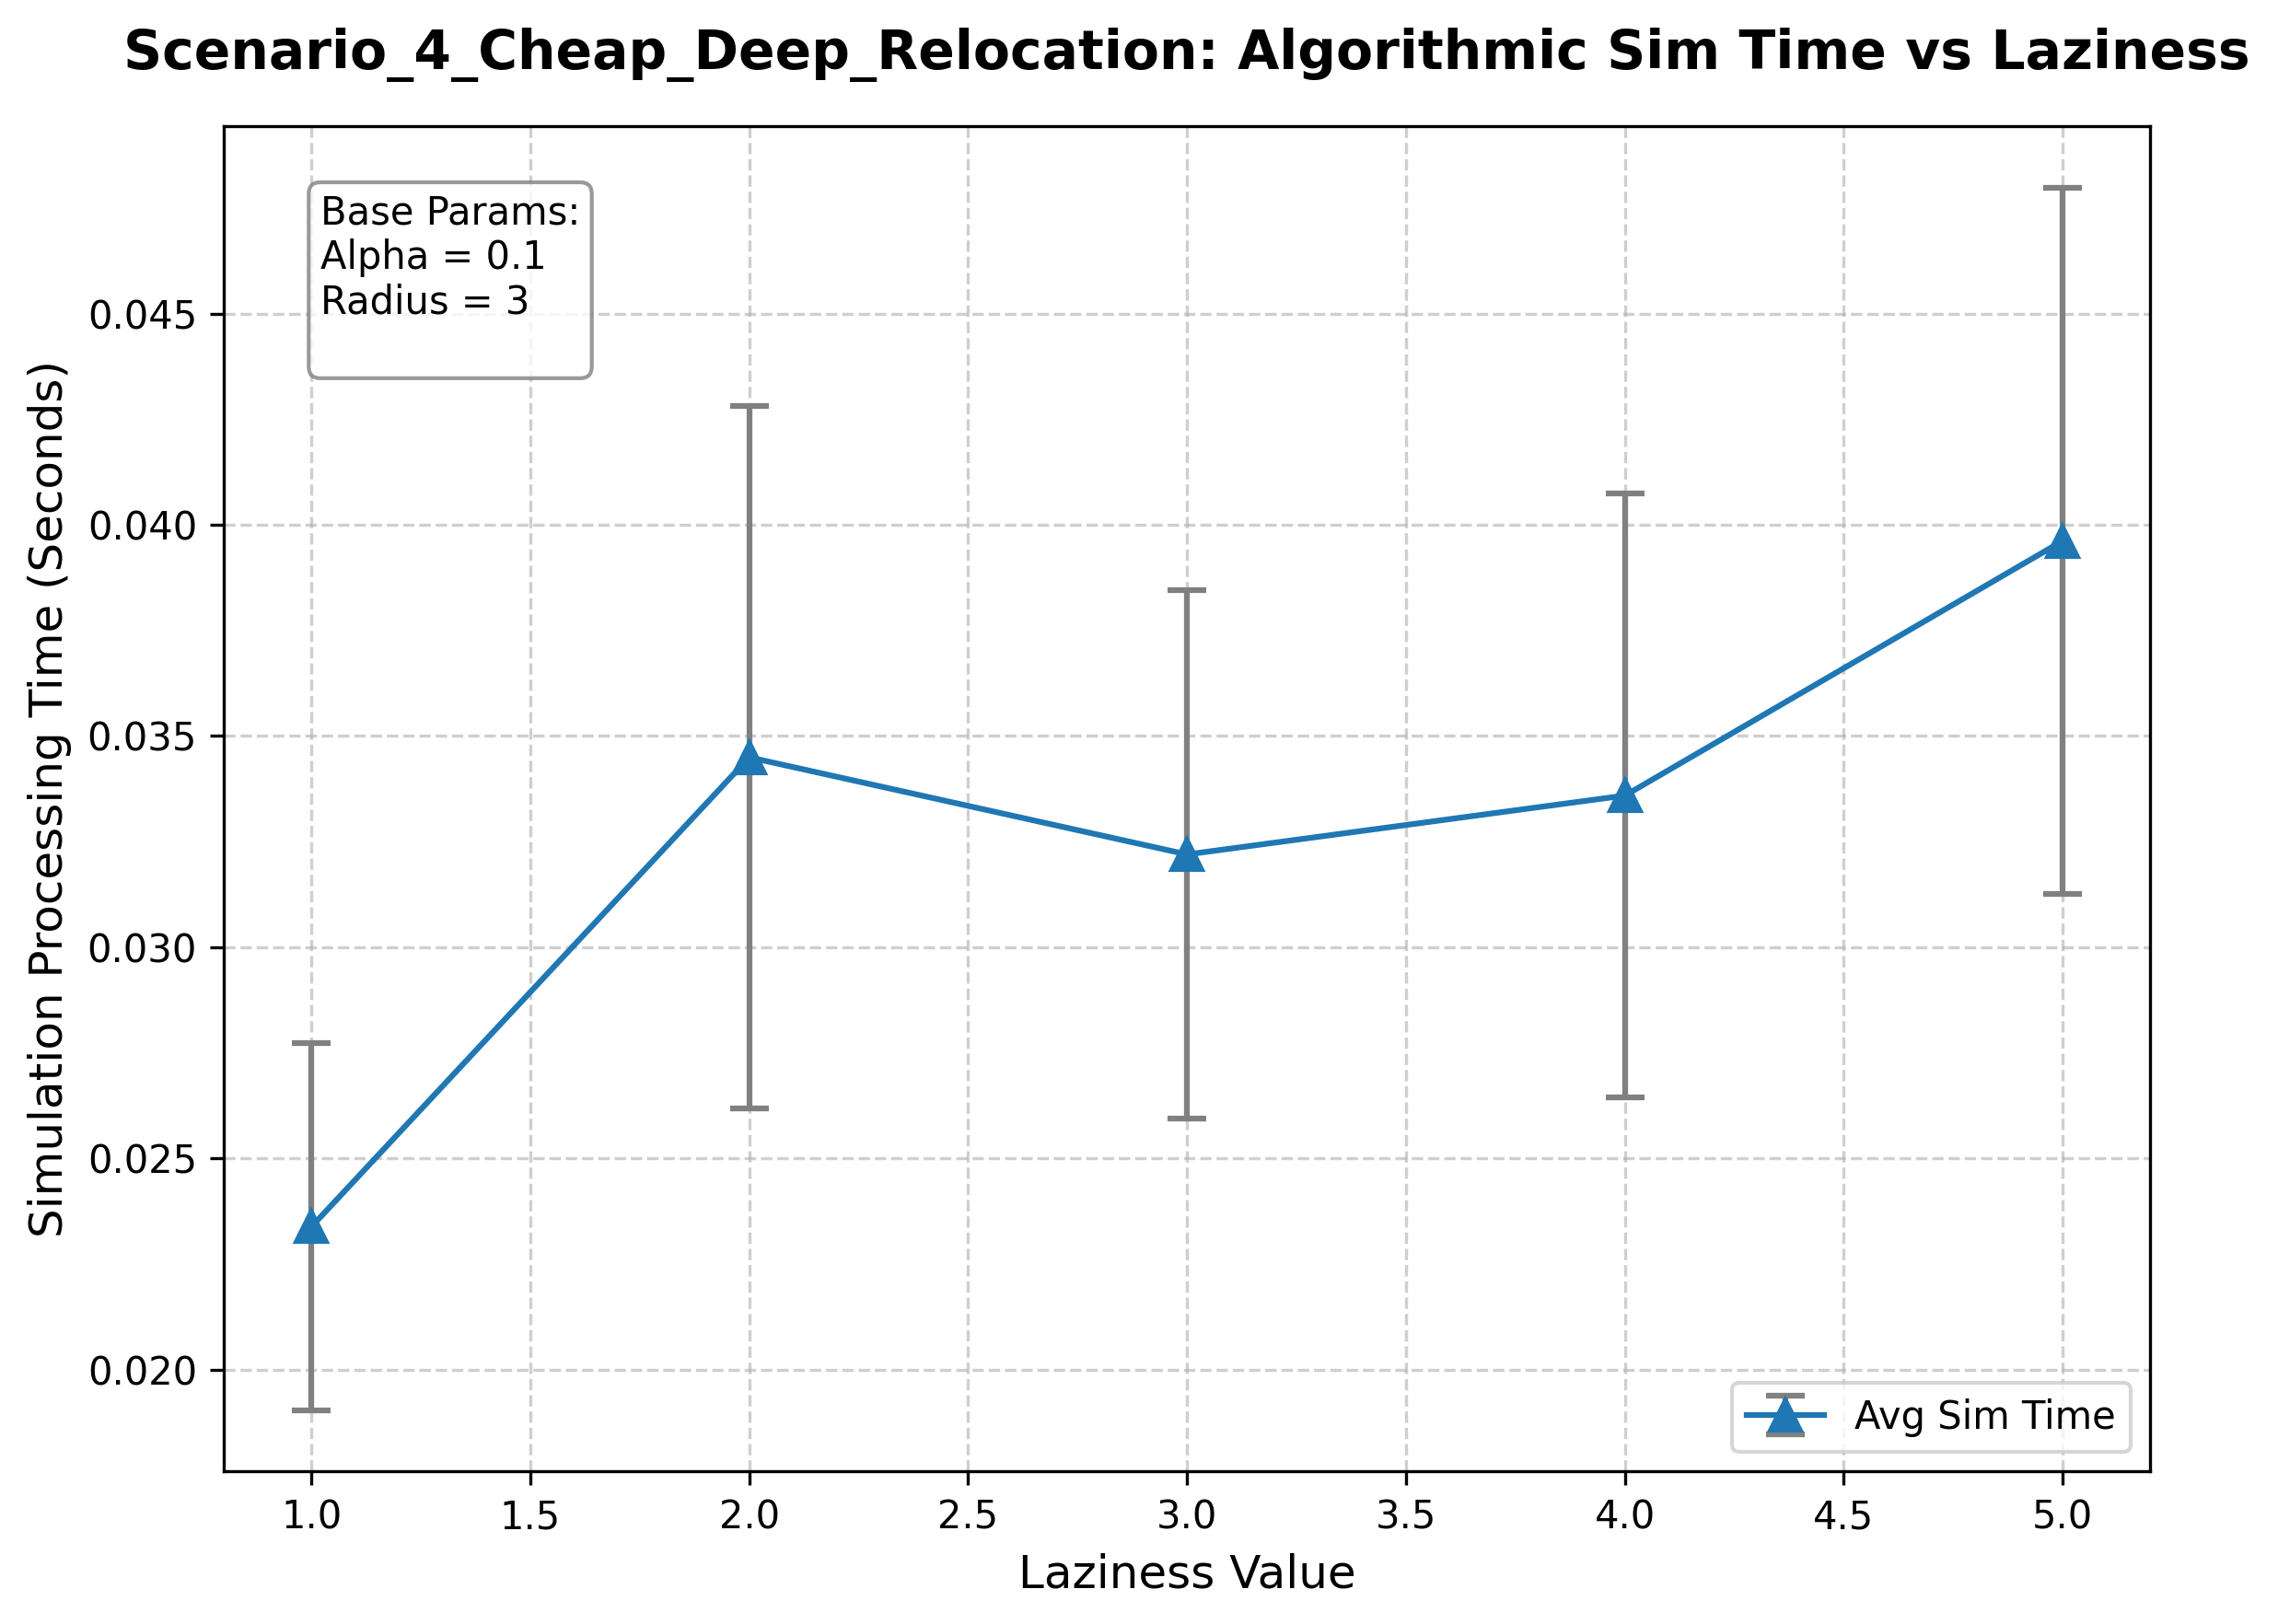 Scenario_4_Cheap_Deep_Relocation: Algorithmic Sim Time vs Laziness
Base Params:
Alpha = 0.1
Radius = 3
Simulation Processing Time (Seconds)
0.045
0.040
0.035
0.030
0.025
0.020
Avg Sim Time
1.0 1.5 2.0 2.5 3.0 3.5 4.0 4.5 5.0
Laziness Value